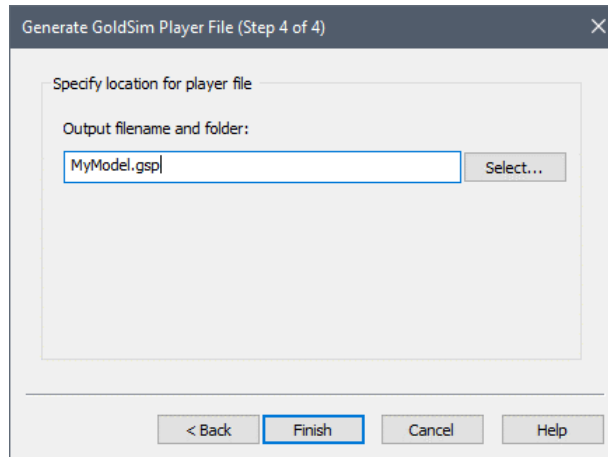 Generate GoldSim Player File (Step 4 of 4)
Specify location for player file
Output filename and folder:
MyModel.gsp
Select...
< Back Finish Cancel Help